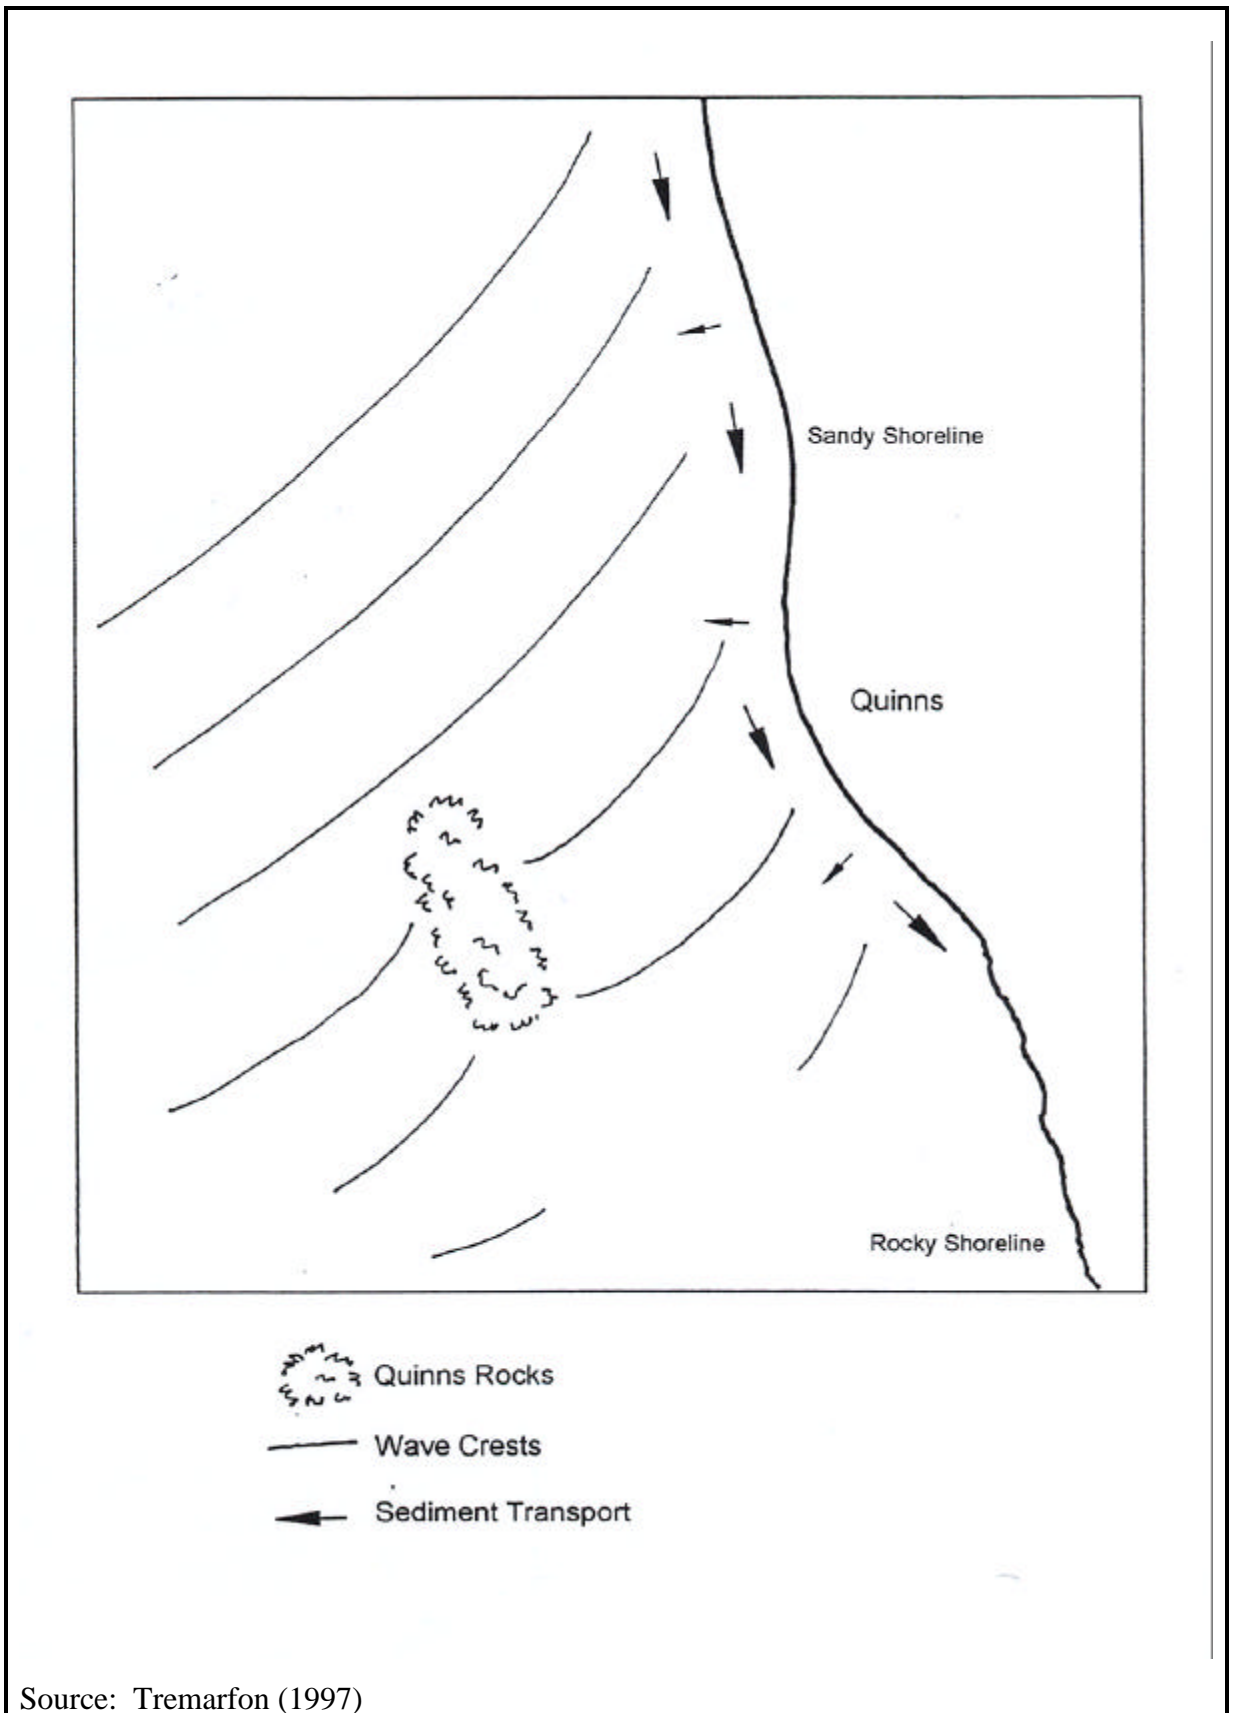 Sandy Shoreline
Quinns
Rocky Shoreline
Quinns Rocks
Wave Crests
Sediment Transport
Source: Tremarfon (1997)